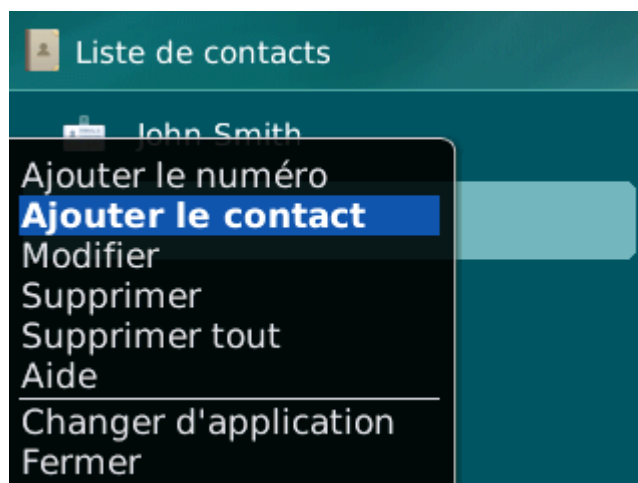 Liste de contacts
John Smith
Ajouter le numéro
Ajouter le contact
Modifier
Supprimer
Supprimer tout
Aide
Changer d'application
Fermer